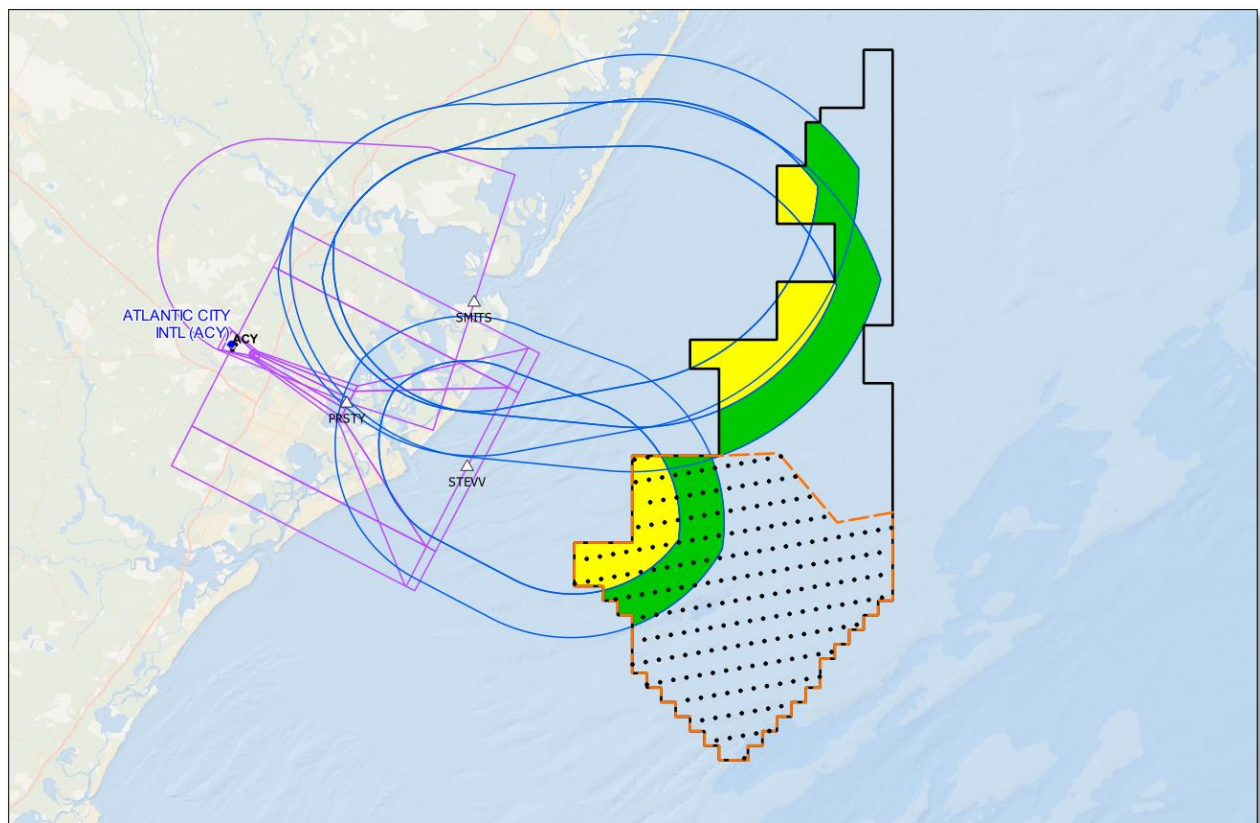 SMITS
ATLANTIC CITY
INTL (ACY)
ACY
PRSTY
STEVV